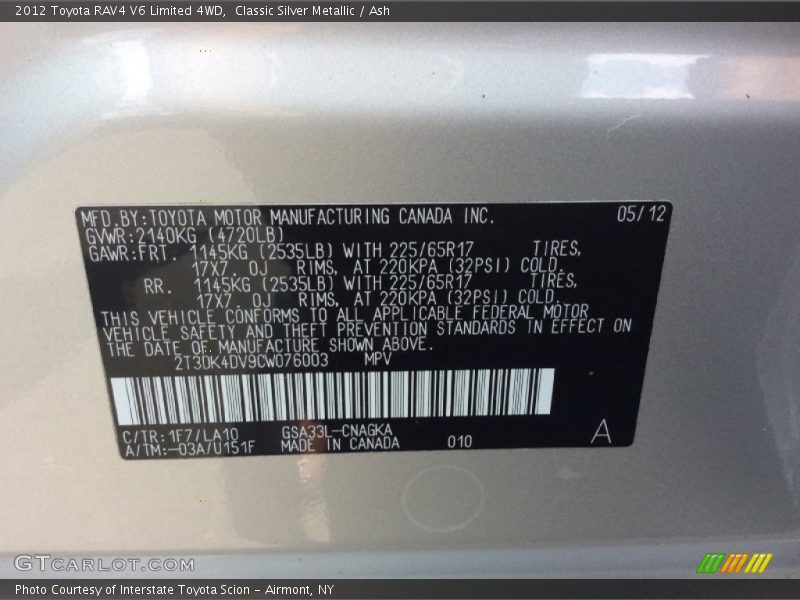 2012 Toyota RAV4 V6 Limited 4WD,  Classic Silver Metallic / Ash
MFD.BY:TOYOTA MOTOR MANUFACTURING CANADA INC. 05/12
GVWR:2140KG (4720LB)
GAWR:FRT. 1145KG (2535LB) WITH 225/65R17 TIRES,
17X7. 0J RIMS, AT 220KPA (32PSI) COLD.
RR. 1145KG (2535LB) WITH 225/65R17 TIRES,
17X7. 0J RIMS, AT 220KPA (32PSI) COLD.
THIS VEHICLE CONFORMS TO ALL APPLICABLE FEDERAL MOTOR
VEHICLE SAFETY AND THEFT PREVENTION STANDARDS IN EFFECT ON
THE DATE OF MANUFACTURE SHOWN ABOVE.
2T3DK4DV9CW076003 MPV
C/TR:1F7/LA10 GSA33L-CNAGKA
A/TM:-03A/U151F MADE IN CANADA 010 A
GTCARLOT.COM
Photo Courtesy of Interstate Toyota Scion - Airmont, NY